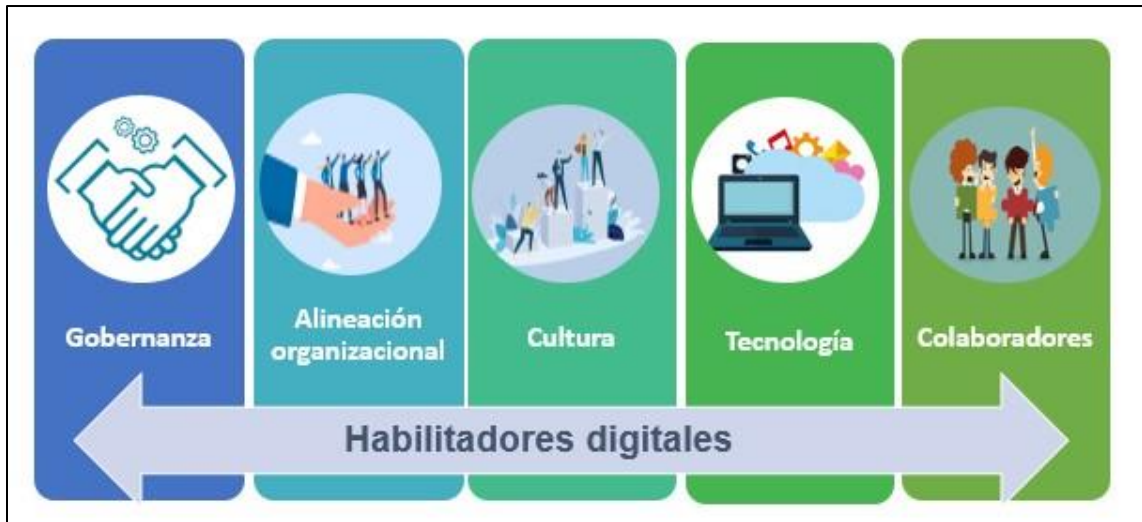 Gobernanza
Alineación
organizacional
Cultura
Tecnología
Colaboradores
Habilitadores digitales